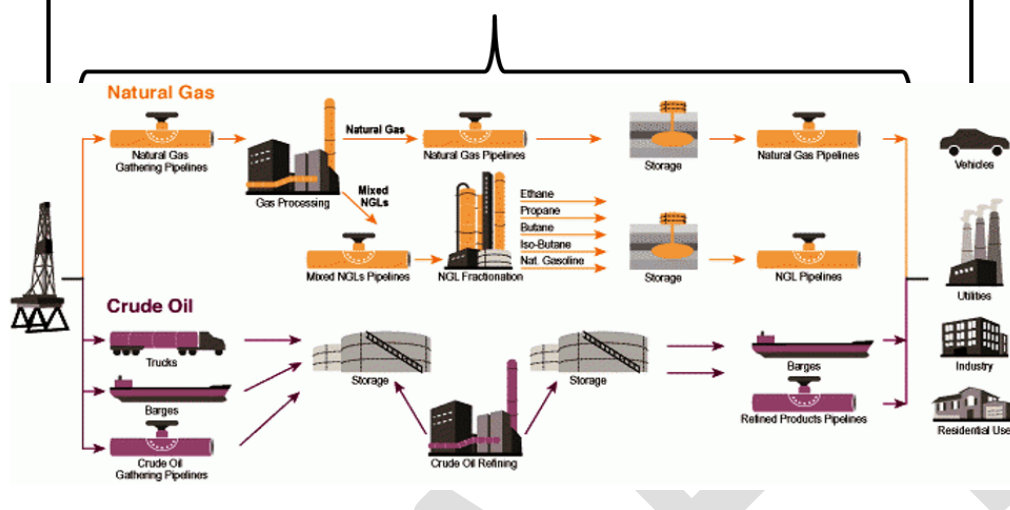 Natural Gas
Natural Gas
Gathering Pipelines
Gas Processing
Natural Gas
Mixed
NGLs
Natural Gas Pipelines
Storage
Natural Gas Pipelines
Vehicles
Mixed NGLs Pipelines
NGL Fractionation
Ethane
Propane
Butane
Iso-Butane
Nat. Gasoline
Storage
NGL Pipelines
Utilities
Crude Oil
Trucks
Barges
Crude Oil
Gathering Pipelines
Storage
Crude Oil Refining
Storage
Barges
Refined Products Pipelines
Industry
Residential Use